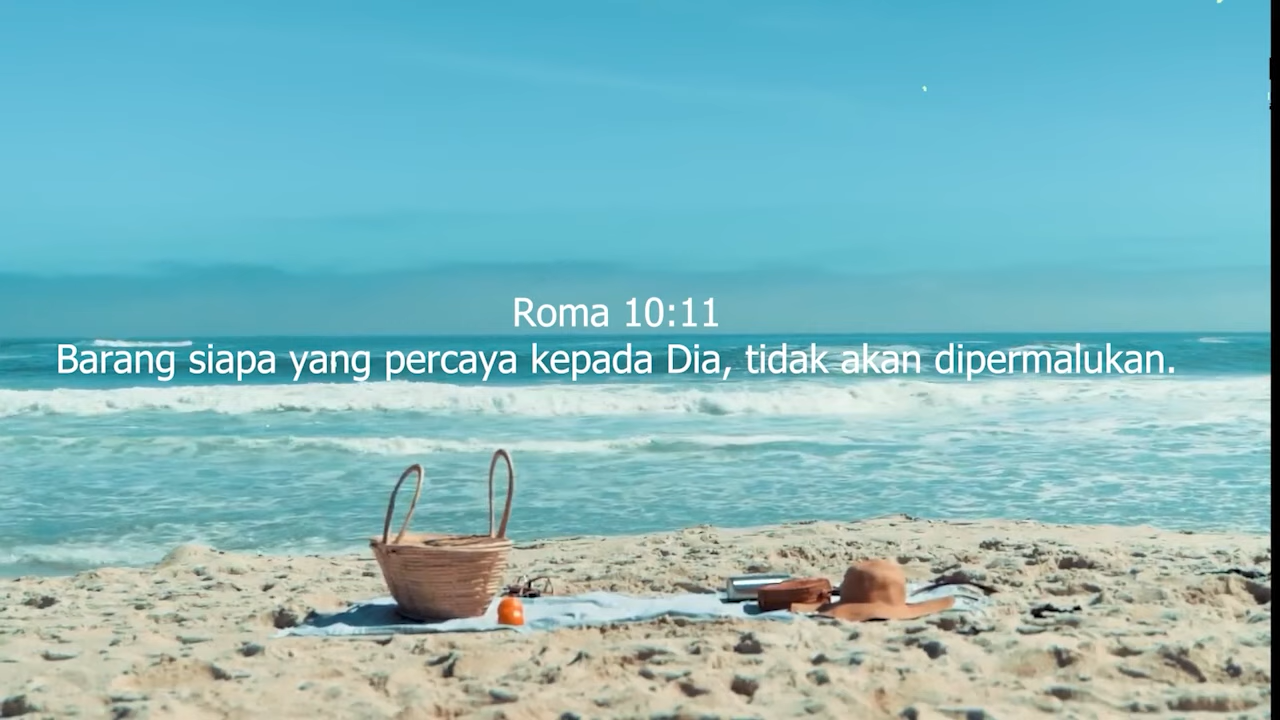 Roma 10:11
Barang siapa yang percaya kepada Dia, tidak akan dipermalukan.